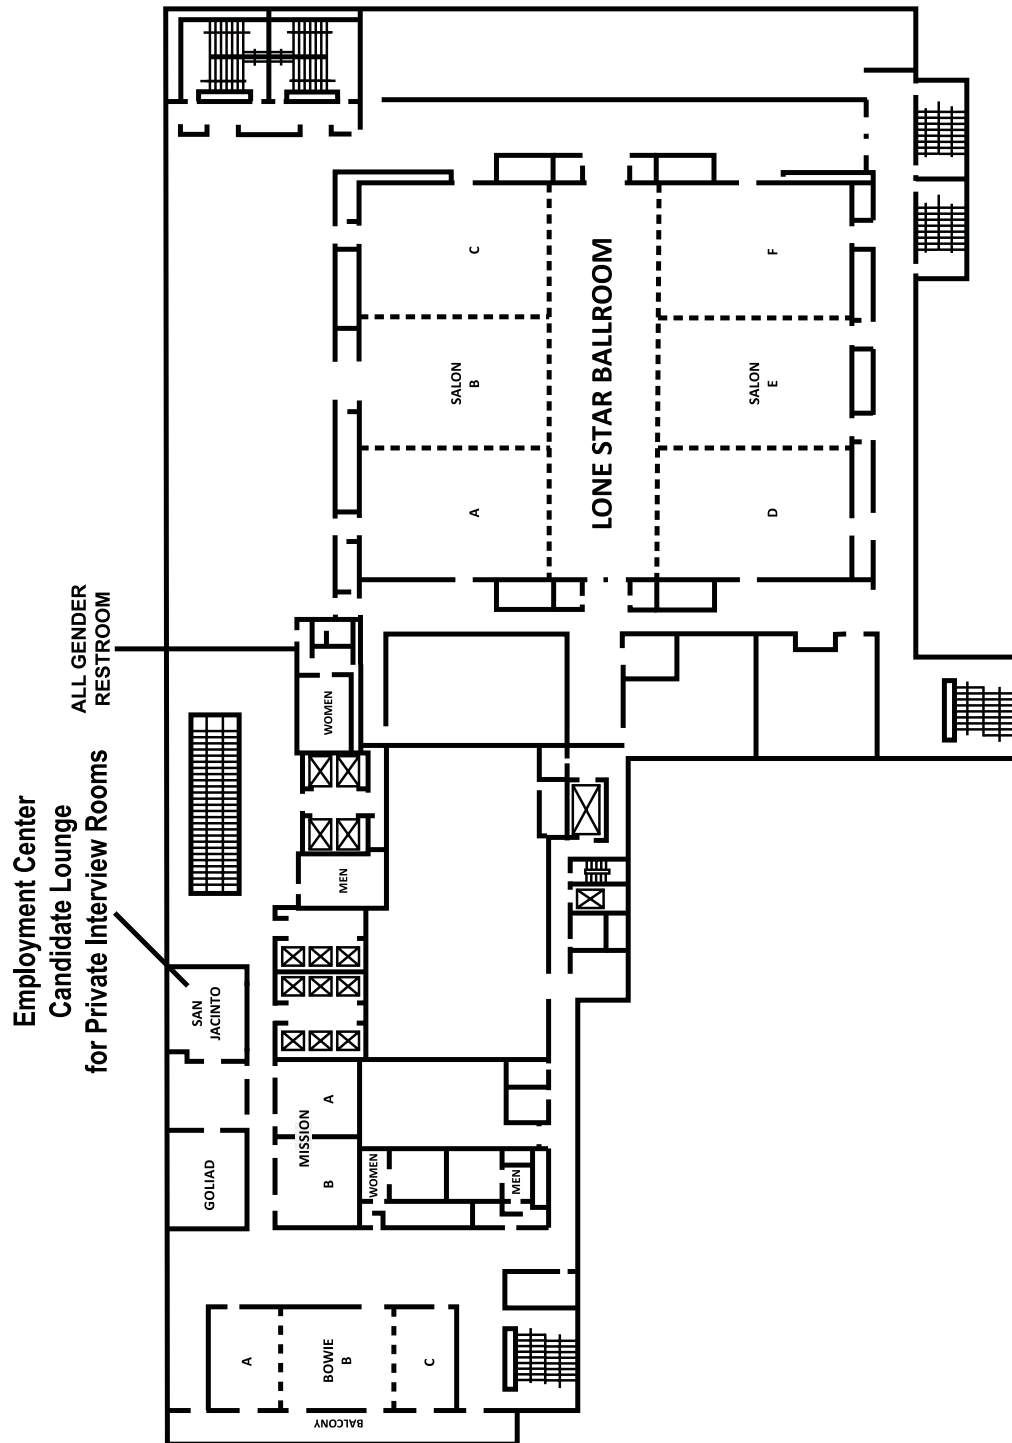 ALL GENDER
RESTROOM
Employment Center
Candidate Lounge
for Private Interview Rooms
C
F
SALON
B
SALON
E
LONE STAR BALLROOM
A
D
WOMEN
MEN
SAN
JACINTO
MISSION
A
B
GOLIAD
WOMEN
MEN
A
BOWIE
B
C
BALCONY